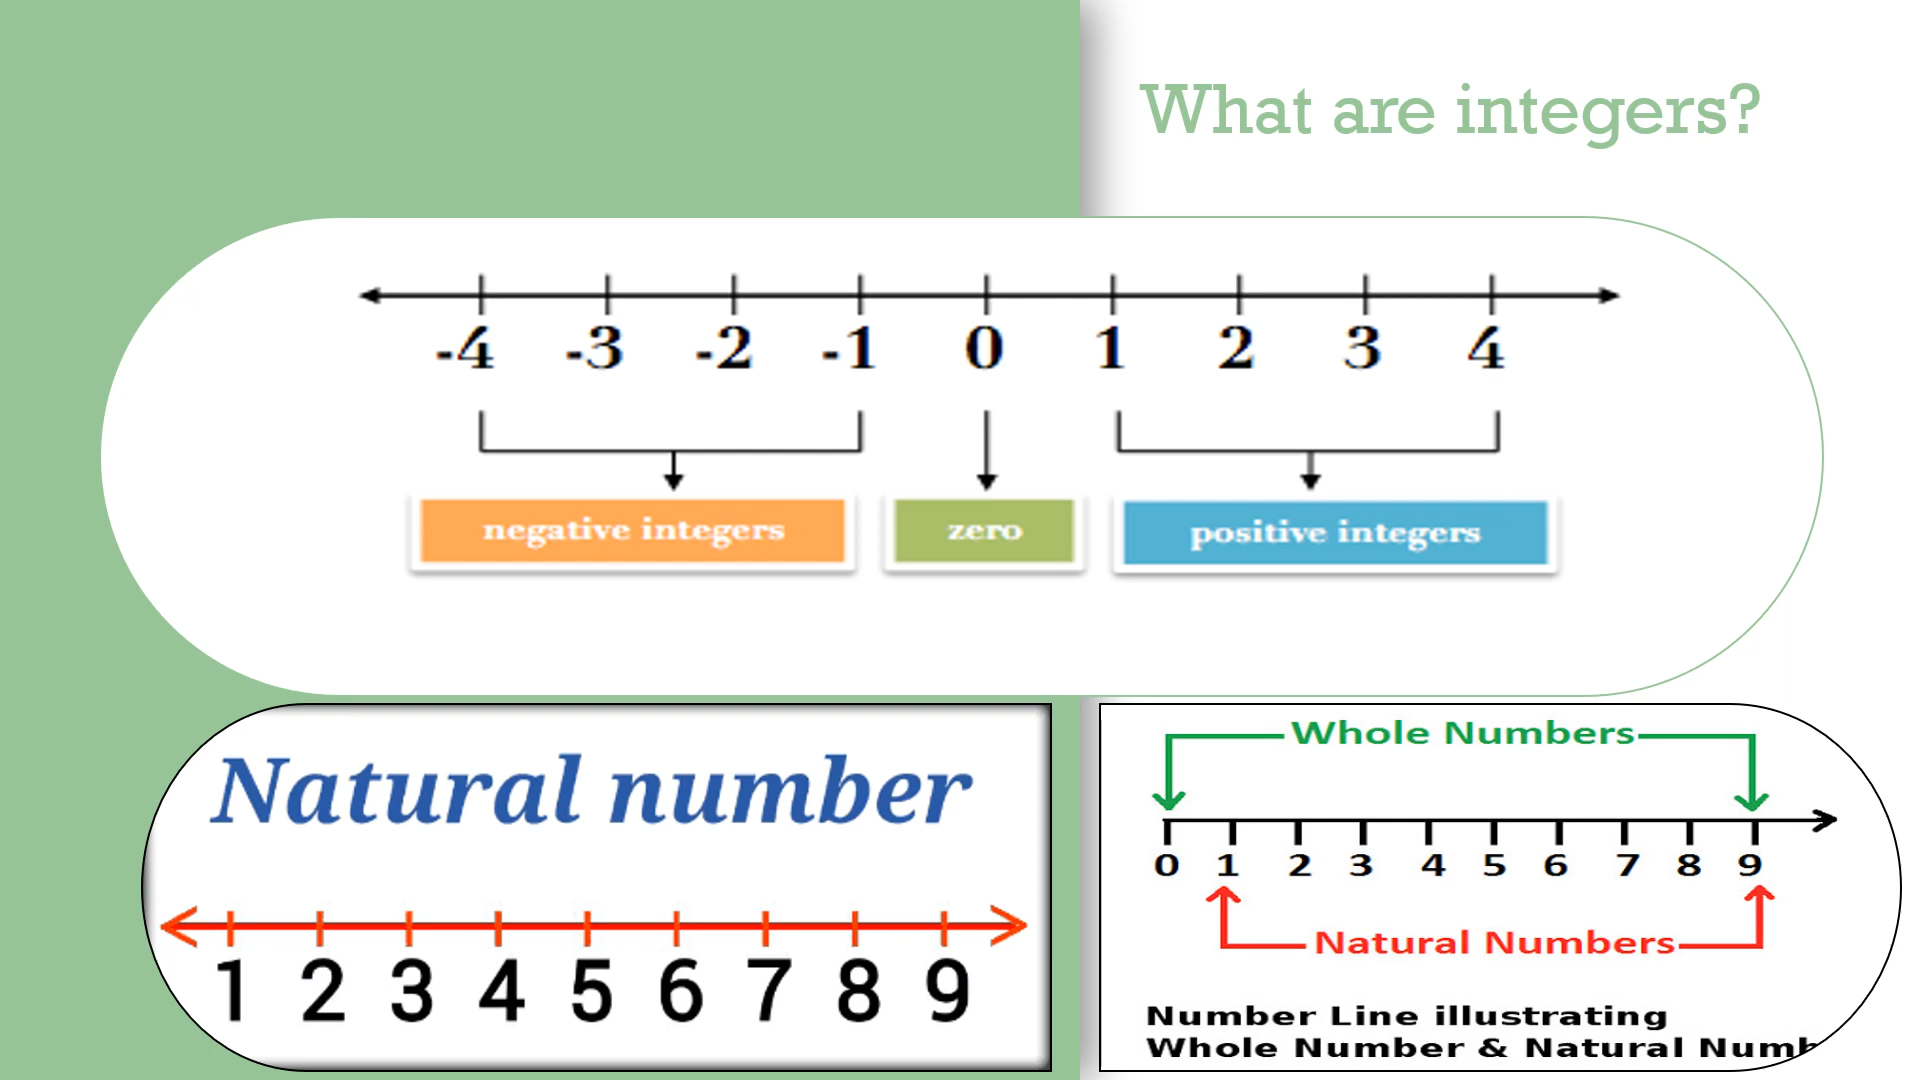 What are integers?
-4 -3 -2 -1 0 1 2 3 4
negative integers zero positive integers
Natural number
1 2 3 4 5 6 7 8 9
Whole Numbers
0 1 2 3 4 5 6 7 8 9
Natural Numbers
Number Line illustrating
Whole Number & Natural